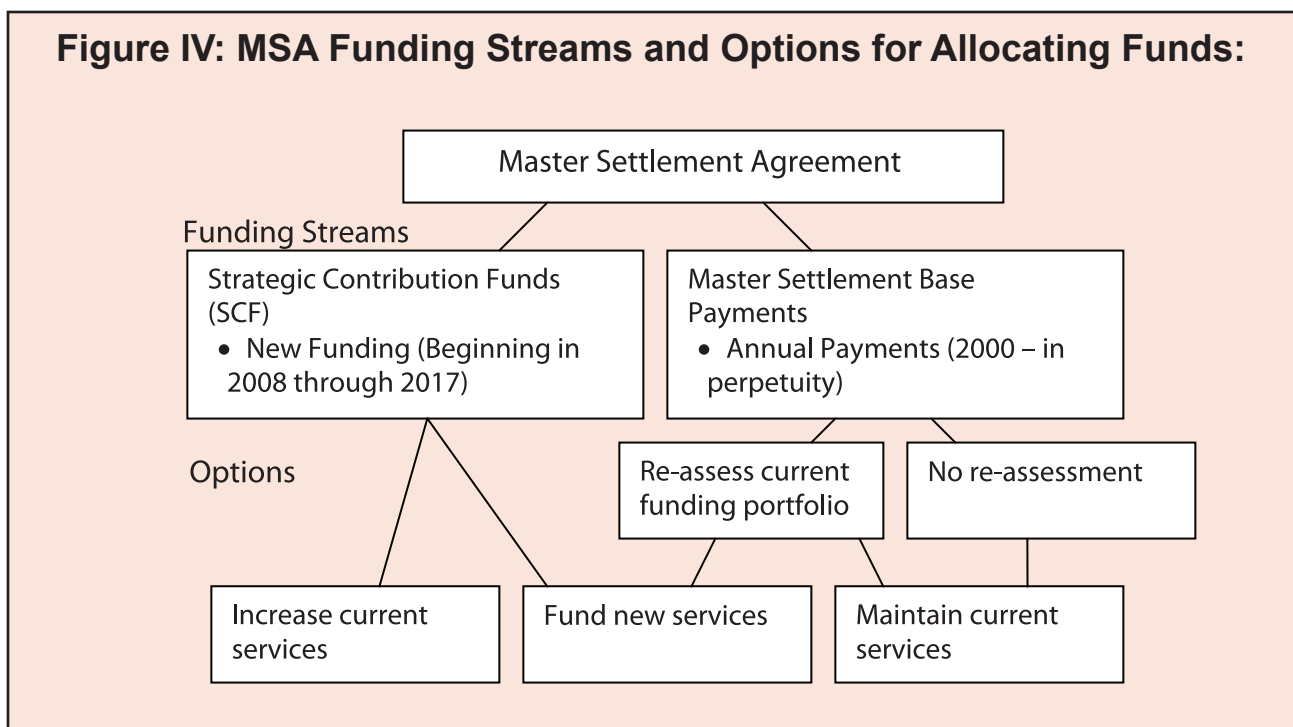 Figure IV: MSA Funding Streams and Options for Allocating Funds:
Master Settlement Agreement
Funding Streams
Strategic Contribution Funds
(SCF)
• New Funding (Beginning in
2008 through 2017)
Master Settlement Base
Payments
• Annual Payments (2000 – in
perpetuity)
Options
Re-assess current
funding portfolio
No re-assessment
Increase current
services
Fund new services
Maintain current
services